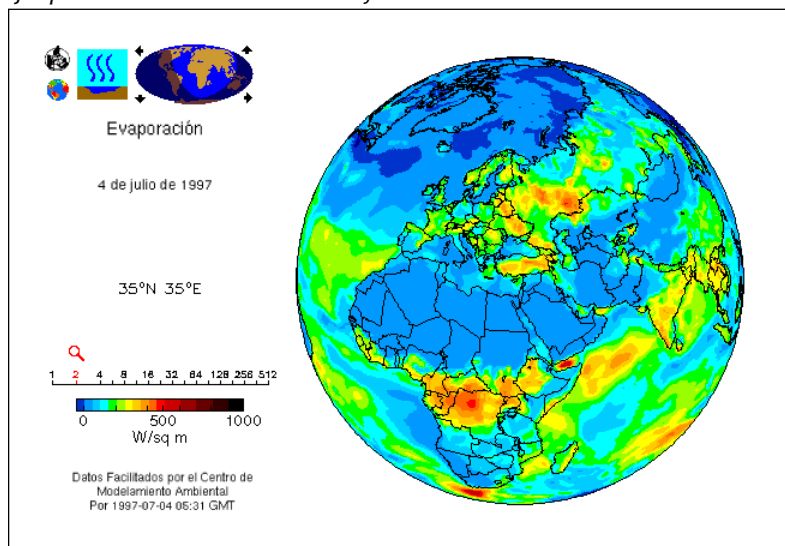 Evaporación
4 de julio de 1997
35°N 35°E
1 2 4 8 16 32 64 128 256 512
0 500 1000
W/sq m
Datos Facilitados por el Centro de
Modelamiento Ambiental
Por 1997-07-04 05:31 GMT